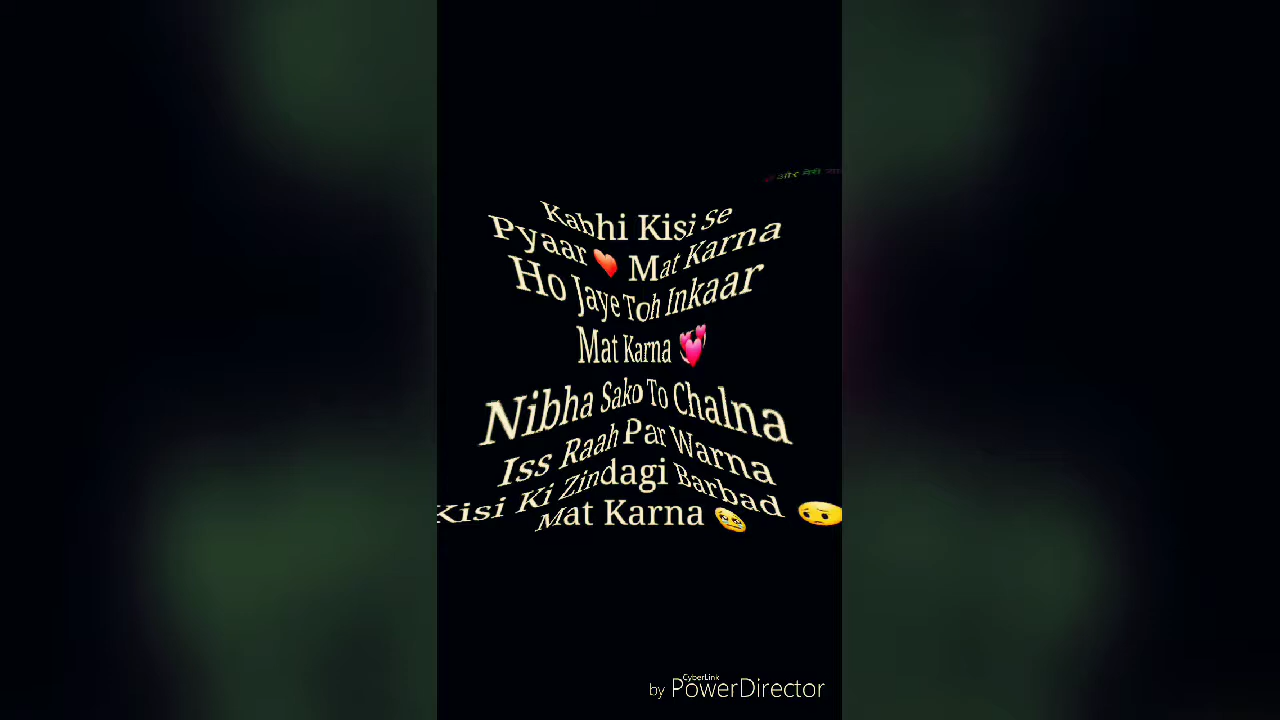 और मेरी
Kabhi Kisi Se
Pyaar ❤️ Mat Karna
Ho Jaye Toh Inkaar
Mat Karna 💞
Nibha Sako To Chalna
Iss Raah Par Warna
Kisi Ki Zindagi Barbad 😟
Mat Karna 🥺
CyberLink
by PowerDirector